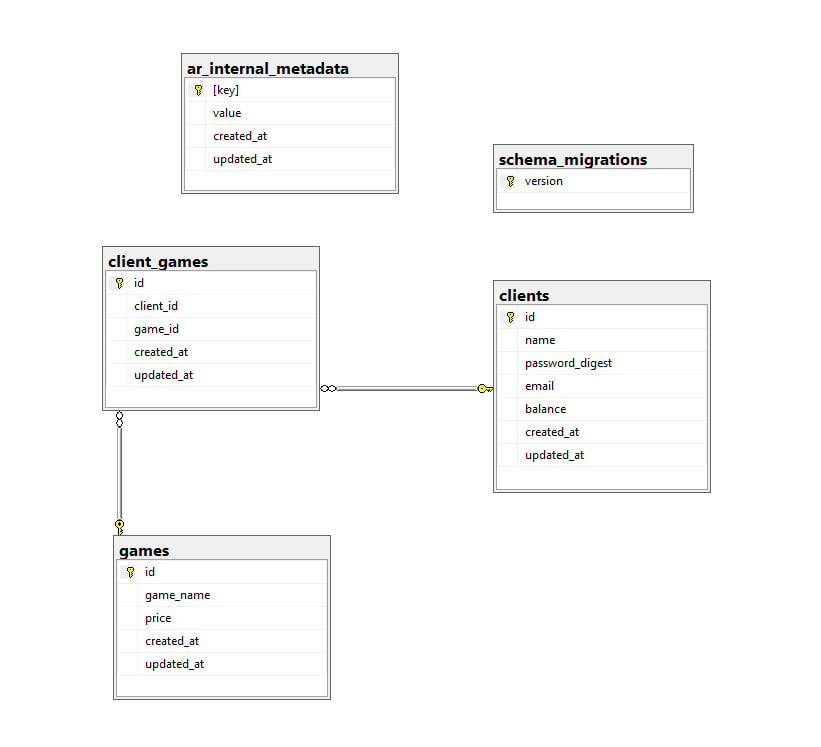 ar_internal_metadata
[key]
value
created_at
updated_at
schema_migrations
version
client_games
id
client_id
game_id
created_at
updated_at
clients
id
name
password_digest
email
balance
created_at
updated_at
games
id
game_name
price
created_at
updated_at